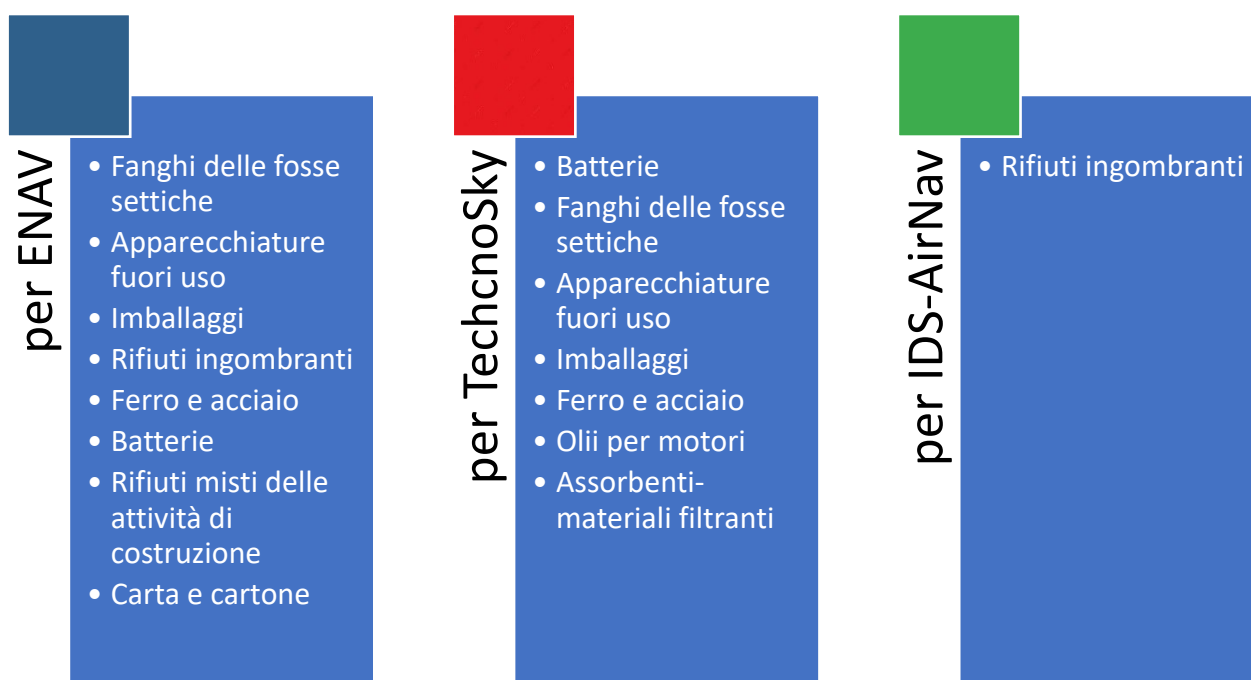 per ENAV
• Fanghi delle fosse
settiche
• Apparecchiature
fuori uso
• Imballaggi
• Rifiuti ingombranti
• Ferro e acciaio
• Batterie
• Rifiuti misti delle
attività di
costruzione
• Carta e cartone
per TechcnoSky
• Batterie
• Fanghi delle fosse
settiche
• Apparecchiature
fuori uso
• Imballaggi
• Ferro e acciaio
• Olii per motori
• Assorbenti-
materiali filtranti
per IDS-AirNav
• Rifiuti ingombranti